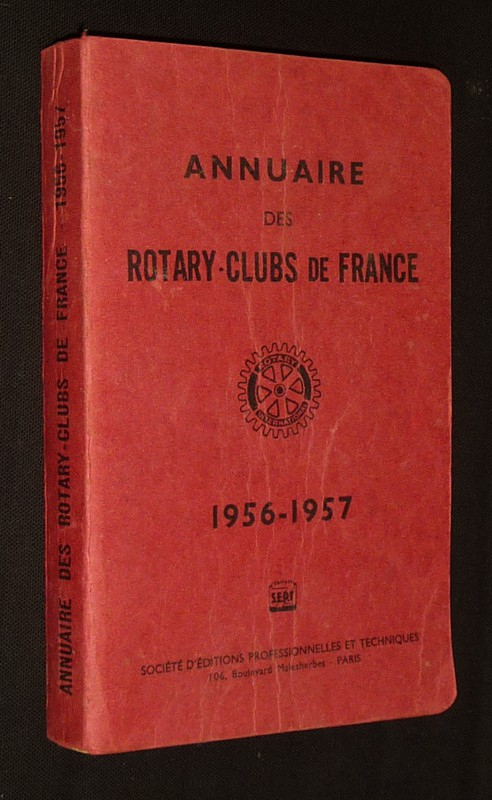 ANNUAIRE
DES
ROTARY-CLUBS DE FRANCE
ROTARY
INTERNATIONAL
1956-1957
SOCIÉTÉ D'ÉDITIONS PROFESSIONNELLES ET TECHNIQUES
106, Boulevard Malesherbes - PARIS
ANNUAIRE DES ROTARY-CLUBS DE FRANCE - 1956-1957